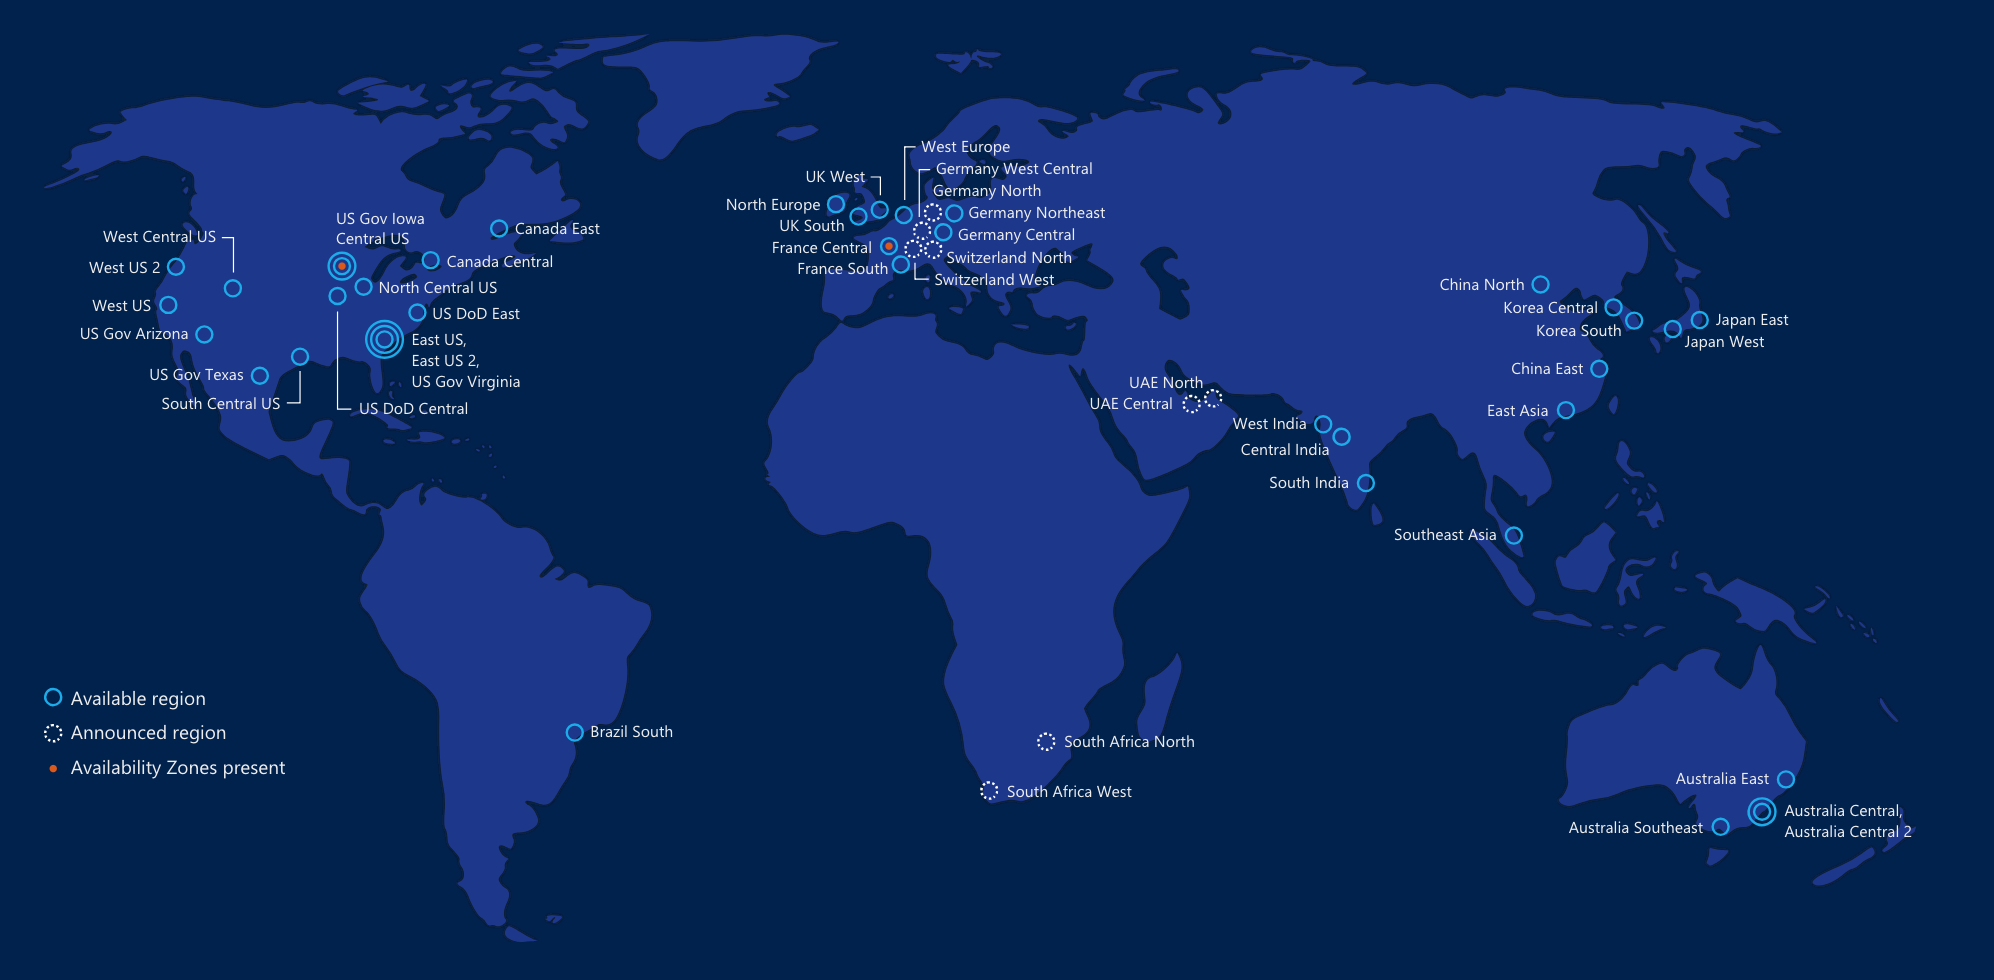 West Central US
West US 2
West US
US Gov Arizona
US Gov Texas
South Central US
US Gov Iowa
Central US
Canada East
Canada Central
North Central US
US DoD East
East US,
East US 2,
US Gov Virginia
US DoD Central
Brazil South
West Europe
Germany West Central
Germany North
UK West
North Europe
UK South
France Central
France South
Germany Northeast
Germany Central
Switzerland North
Switzerland West
UAE North
UAE Central
West India
Central India
South India
China North
Korea Central
Korea South
Japan East
Japan West
China East
East Asia
Southeast Asia
South Africa North
South Africa West
Australia East
Australia Central,
Australia Central 2
Australia Southeast
Available region
Announced region
Availability Zones present